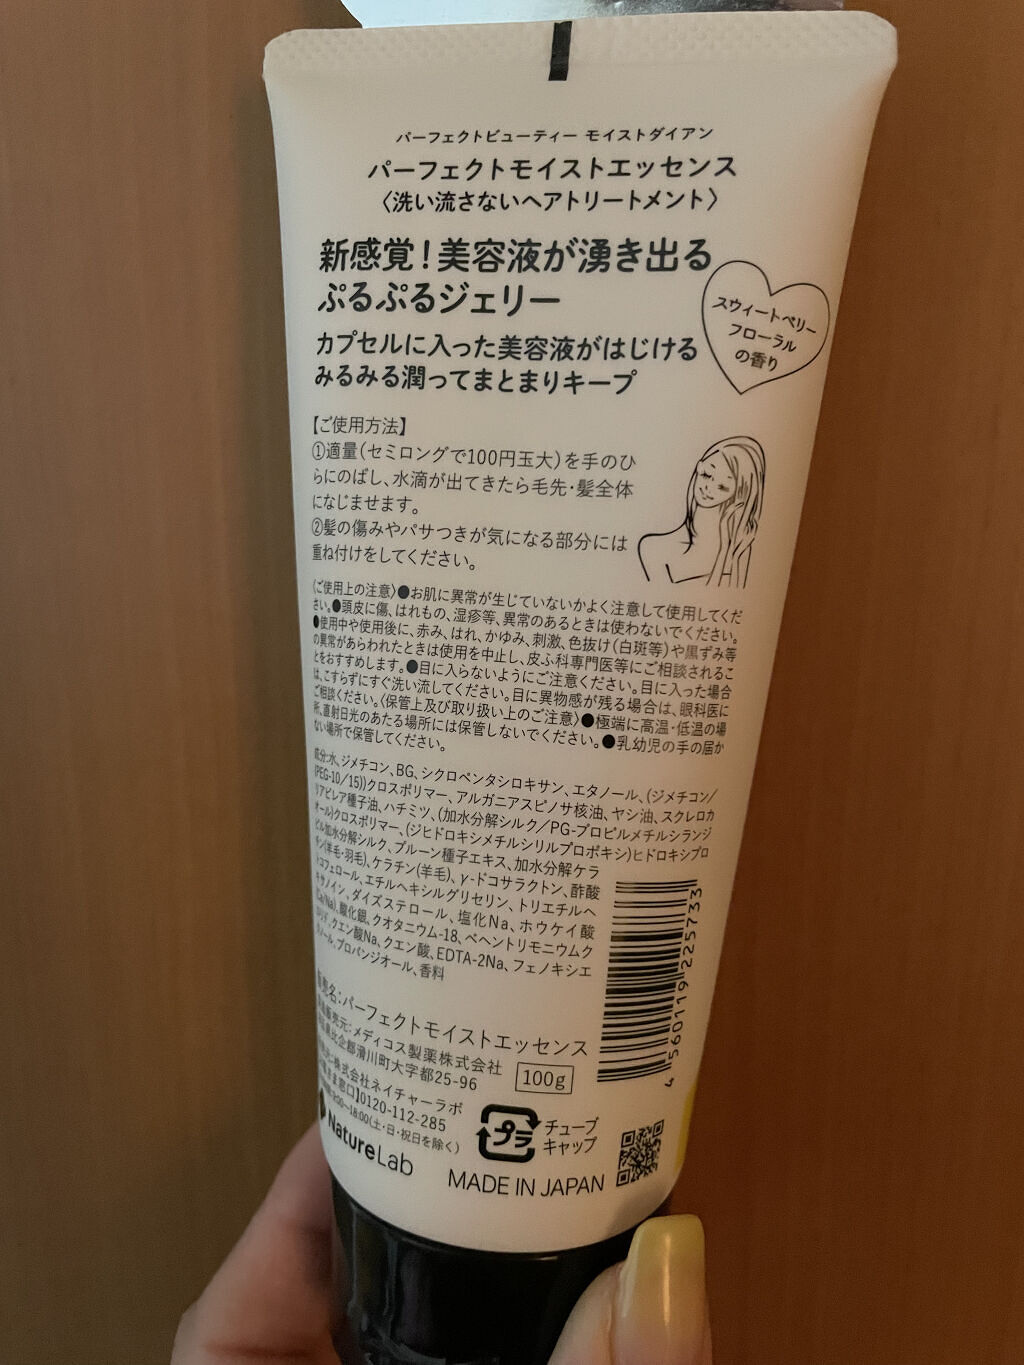 パーフェクトビューティー モイストダイアン
パーフェクトモイストエッセンス
〈洗い流さないヘアトリートメント〉
新感覚！美容液が湧き出る
ぷるぷるジェリー
カプセルに入った美容液がはじける
みるみる潤ってまとまりキープ
スウィートベリー
フローラル
の香り
【ご使用方法】
①適量（セミロングで100円玉大）を手のひ
らにのばし、水滴が出てきたら毛先・髪全体
になじませます。
②髪の傷みやパサつきが気になる部分には
重ね付けをしてください。
〈ご使用上の注意〉●お肌に異常が生じていないかよく注意して使用してくだ
さい。●頭皮に傷、はれもの、湿疹等、異常のあるときは使わないでください。
●使用中や使用後に、赤み、はれ、かゆみ、刺激、色抜け（白斑等）や黒ずみ等
の異常があらわれたときは使用を中止し、皮ふ科専門医等にご相談されるこ
とをおすすめします。●目に入らないようにご注意ください。目に入った場合
は、こすらずにすぐ洗い流してください。目に異物感が残る場合は、眼科医に
ご相談ください。〈保管上及び取り扱い上のご注意〉●極端に高温・低温の場
所、直射日光のあたる場所には保管しないでください。●乳幼児の手の届か
ない場所で保管してください。
成分:水、ジメチコン、BG、シクロペンタシロキサン、エタノール、（ジメチコン／
（PEG-10／15））クロスポリマー、アルガニアスピノサ核油、ヤシ油、スクレロカ
リアビレア種子油、ハチミツ、（加水分解シルク／PG-プロピルメチルシランジ
オール）クロスポリマー、（ジヒドロキシメチルシリルプロポキシ）ヒドロキシプロ
ピル加水分解シルク、プルーン種子エキス、加水分解ケラ
チン（羊毛・羽毛）、ケラチン（羊毛）、γ-ドコサラクトン、酢酸
トコフェロール、エチルヘキシルグリセリン、トリエチルヘ
キサノイン、ダイズステロール、塩化Na、ホウケイ酸
（Ca/Na）、酸化銀、クオタニウム-18、ベヘントリモニウムク
ロリド、クエン酸Na、クエン酸、EDTA-2Na、フェノキシエ
タノール、プロパンジオール、香料
販売名：パーフェクトモイストエッセンス
製造販売元：メディコス製薬株式会社
比企郡滑川町大字都25-96
株式会社ネイチャーラボ
0120-112-285
18:00（土・日・祝日を除く）
100g
NatureLab
プラ
チューブ
キャップ
MADE IN JAPAN
4 560119 225733